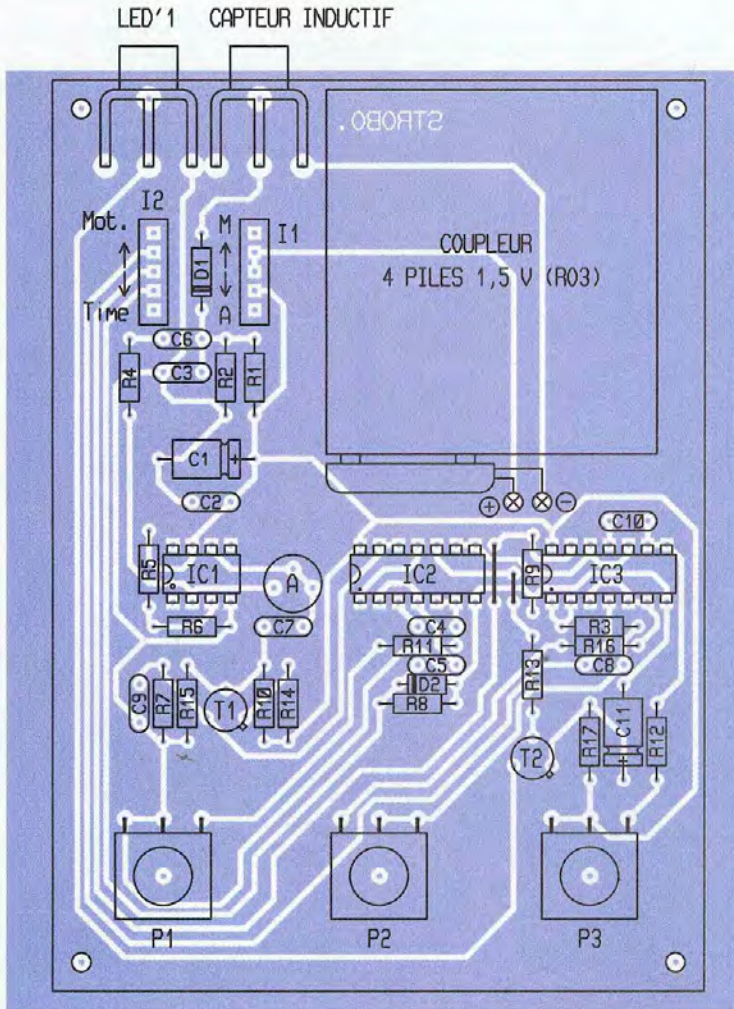 LED'1 CAPTEUR INDUCTIF
STROBO.
I2
Mot. M I1
D1
COUPLEUR
4 PILES 1,5 V (R03)
Time A
C6
R4 C3 R2 R1
C1
C2
+ −
C10
R5 IC1 A IC2 R9 IC3
R6 C7 C4 R3
R11 R16
C5 C8
R13
D2
C9 R7 R15 T1 R10 R14 R8
C11
R17 R12
T2
P1 P2 P3